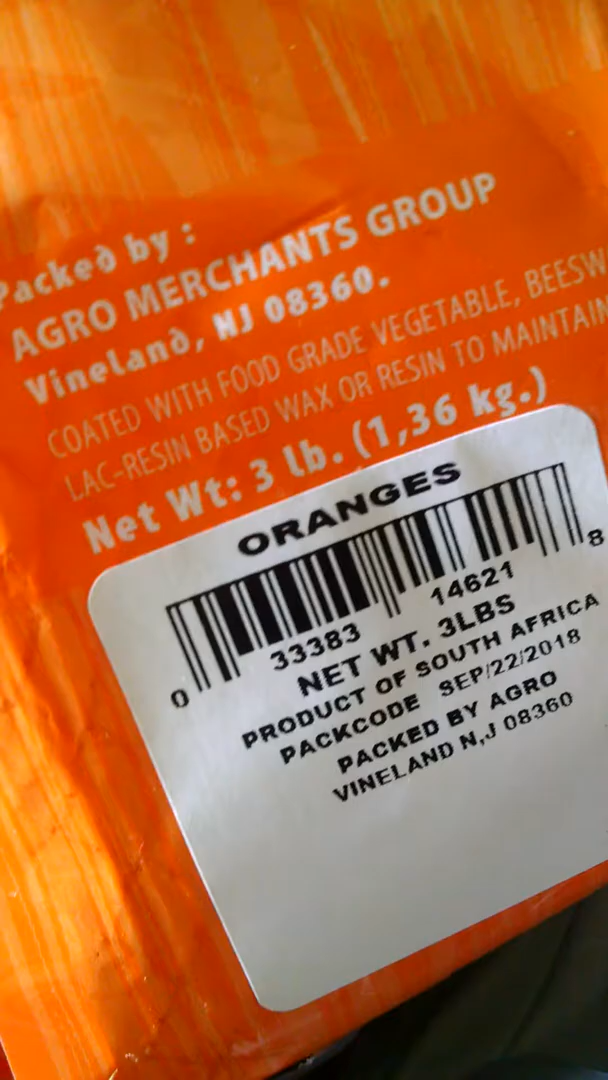 Packed by :
AGRO MERCHANTS GROUP
Vineland, NJ 08360.
COATED WITH FOOD GRADE VEGETABLE,
LAC-RESIN BASED WAX OR RESIN TO MAINTAIN
Net Wt: 3 lb. (1,36 kg.)
ORANGES
0 33383 14621 8
NET WT. 3LBS
PRODUCT OF SOUTH AFRICA
PACKCODE SEP/22/2018
PACKED BY AGRO
VINELAND N,J 08360